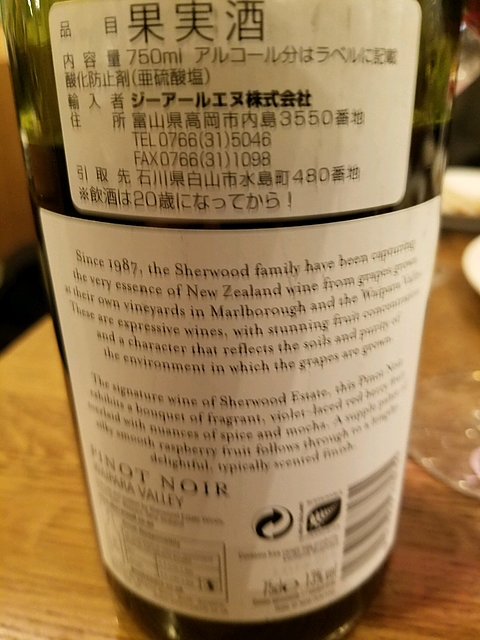 品目 果実酒
内容量 750ml アルコール分はラベルに記載
酸化防止剤(亜硫酸塩)
輸入者 ジーアールエヌ株式会社
住所 富山県高岡市内島3550番地
TEL0766(31)5046
FAX0766(31)1098
引取先 石川県白山市水島町480番地
※飲酒は20歳になってから!
Since 1987, the Sherwood family have been capturing
the very essence of New Zealand wine from grapes grown
at their own vineyards in Marlborough and the Waipara Valley.
These are expressive wines, with stunning fruit concentration
and a character that reflects the soils and purity of
the environment in which the grapes are grown.
The signature wine of Sherwood Estate, this Pinot Noir
exhibits a bouquet of fragrant, violet-laced red berry fruit
overlaid with nuances of spice and mocha. A supple palate of
silky smooth raspberry fruit follows through to a lengthy,
delightful, typically scented finish.
PINOT NOIR
WAIPARA VALLEY
75cl e 13% vol